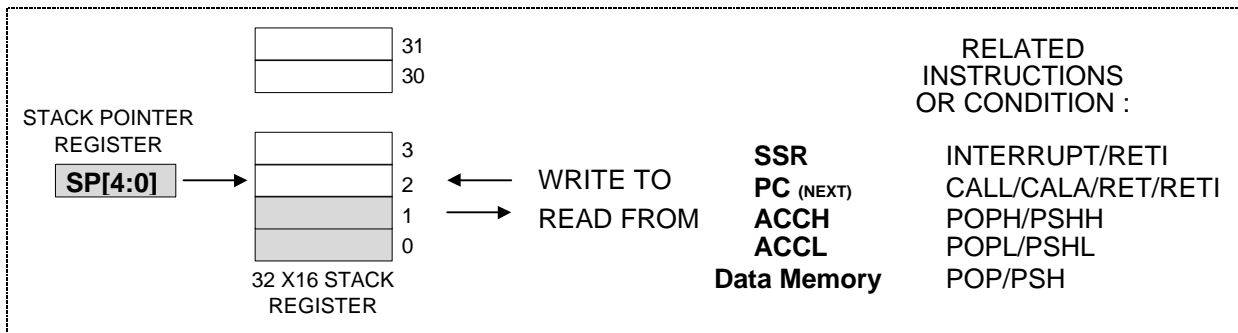 31
30
RELATED
INSTRUCTIONS
OR CONDITION :
STACK POINTER
REGISTER
SP[4:0]
3
2
1
0
WRITE TO
READ FROM
SSR INTERRUPT/RETI
PC (NEXT) CALL/CALA/RET/RETI
ACCH POPH/PSHH
ACCL POPL/PSHL
Data Memory POP/PSH
32 X16 STACK
REGISTER